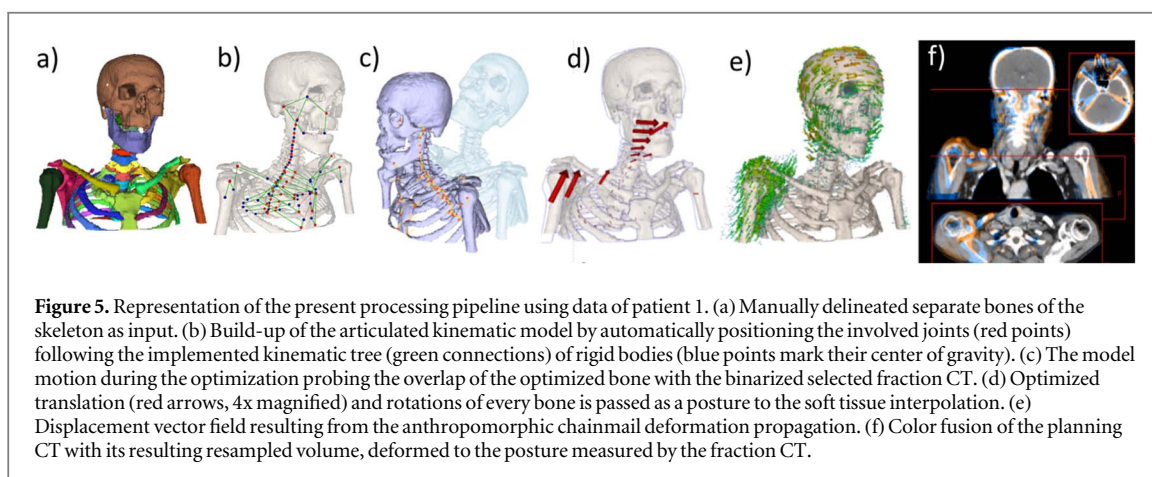 a) b) c) d) e) f)
Figure 5. Representation of the present processing pipeline using data of patient 1. (a) Manually delineated separate bones of the
skeleton as input. (b) Build-up of the articulated kinematic model by automatically positioning the involved joints (red points)
following the implemented kinematic tree (green connections) of rigid bodies (blue points mark their center of gravity). (c) The model
motion during the optimization probing the overlap of the optimized bone with the binarized selected fraction CT. (d) Optimized
translation (red arrows, 4x magnified) and rotations of every bone is passed as a posture to the soft tissue interpolation. (e)
Displacement vector field resulting from the anthropomorphic chainmail deformation propagation. (f) Color fusion of the planning
CT with its resulting resampled volume, deformed to the posture measured by the fraction CT.